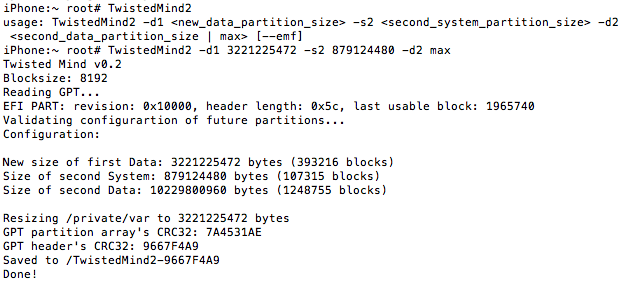 iPhone:~ root# TwistedMind2
usage: TwistedMind2 -d1 <new_data_partition_size> -s2 <second_system_partition_size> -d2
<second_data_partition_size | max> [--emf]
iPhone:~ root# TwistedMind2 -d1 3221225472 -s2 879124480 -d2 max
Twisted Mind v0.2
Blocksize: 8192
Reading GPT...
EFI PART: revision: 0x10000, header length: 0x5c, last usable block: 1965740
Validating configurartion of future partitions...
Configuration:

New size of first Data: 3221225472 bytes (393216 blocks)
Size of second System: 879124480 bytes (107315 blocks)
Size of second Data: 10229800960 bytes (1248755 blocks)

Resizing /private/var to 3221225472 bytes
GPT partition array's CRC32: 7A4531AE
GPT header's CRC32: 9667F4A9
Saved to /TwistedMind2-9667F4A9
Done!